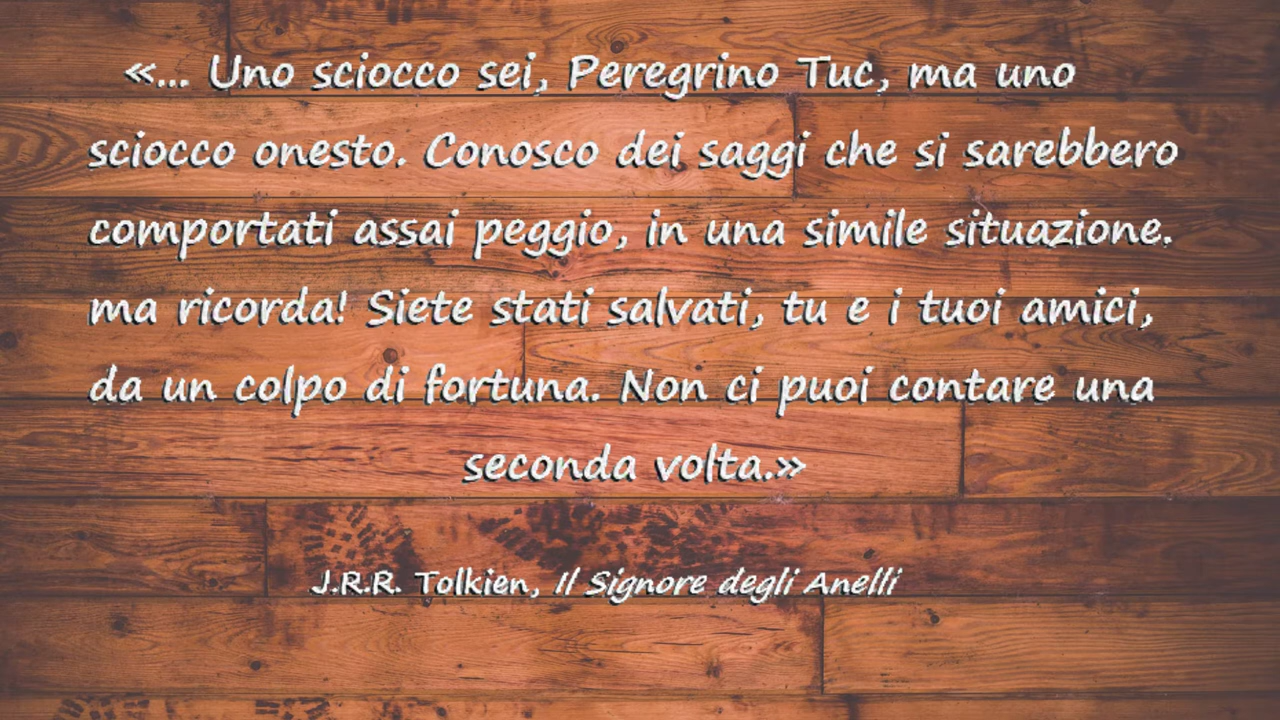 «... Uno sciocco sei, Peregrino Tuc, ma uno
sciocco onesto. Conosco dei saggi che si sarebbero
comportati assai peggio, in una simile situazione.
ma ricorda! Siete stati salvati, tu e i tuoi amici,
da un colpo di fortuna. Non ci puoi contare una
seconda volta.»
J.R.R. Tolkien, Il Signore degli Anelli